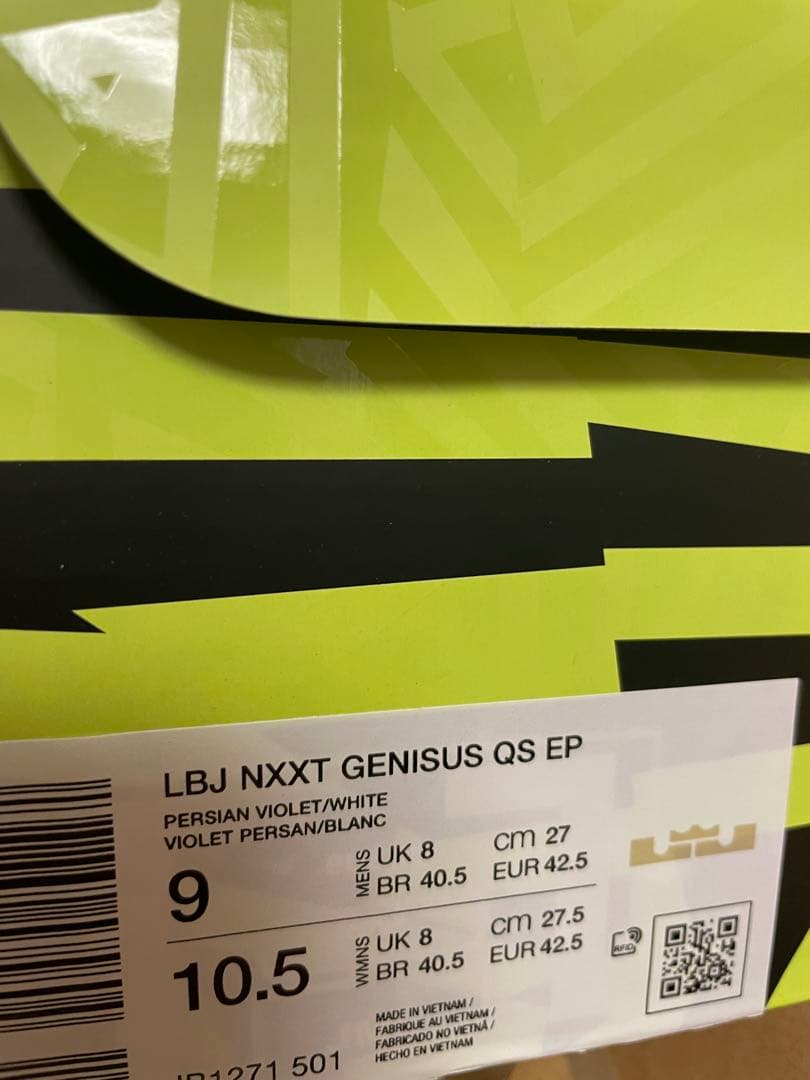 LBJ NXXT GENISUS QS EP
PERSIAN VIOLET/WHITE
VIOLET PERSAN/BLANC
9 MENS UK 8 cm 27
BR 40.5 EUR 42.5
10.5 WMNS UK 8 cm 27.5
BR 40.5 EUR 42.5
RFID
MADE IN VIETNAM /
FABRIQUE AU VIETNAM /
FABRICADO NO VIETNÃ /
HECHO EN VIETNAM
1271 501